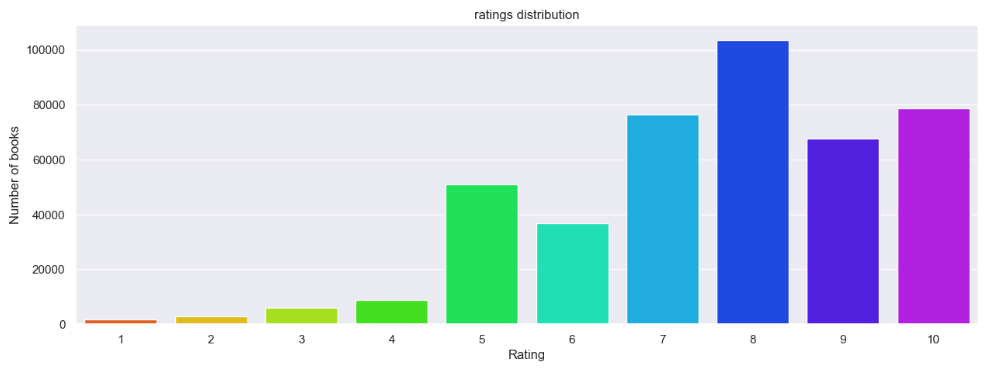 ratings distribution
Number of books
100000
80000
60000
40000
20000
0
1 2 3 4 5 6 7 8 9 10
Rating